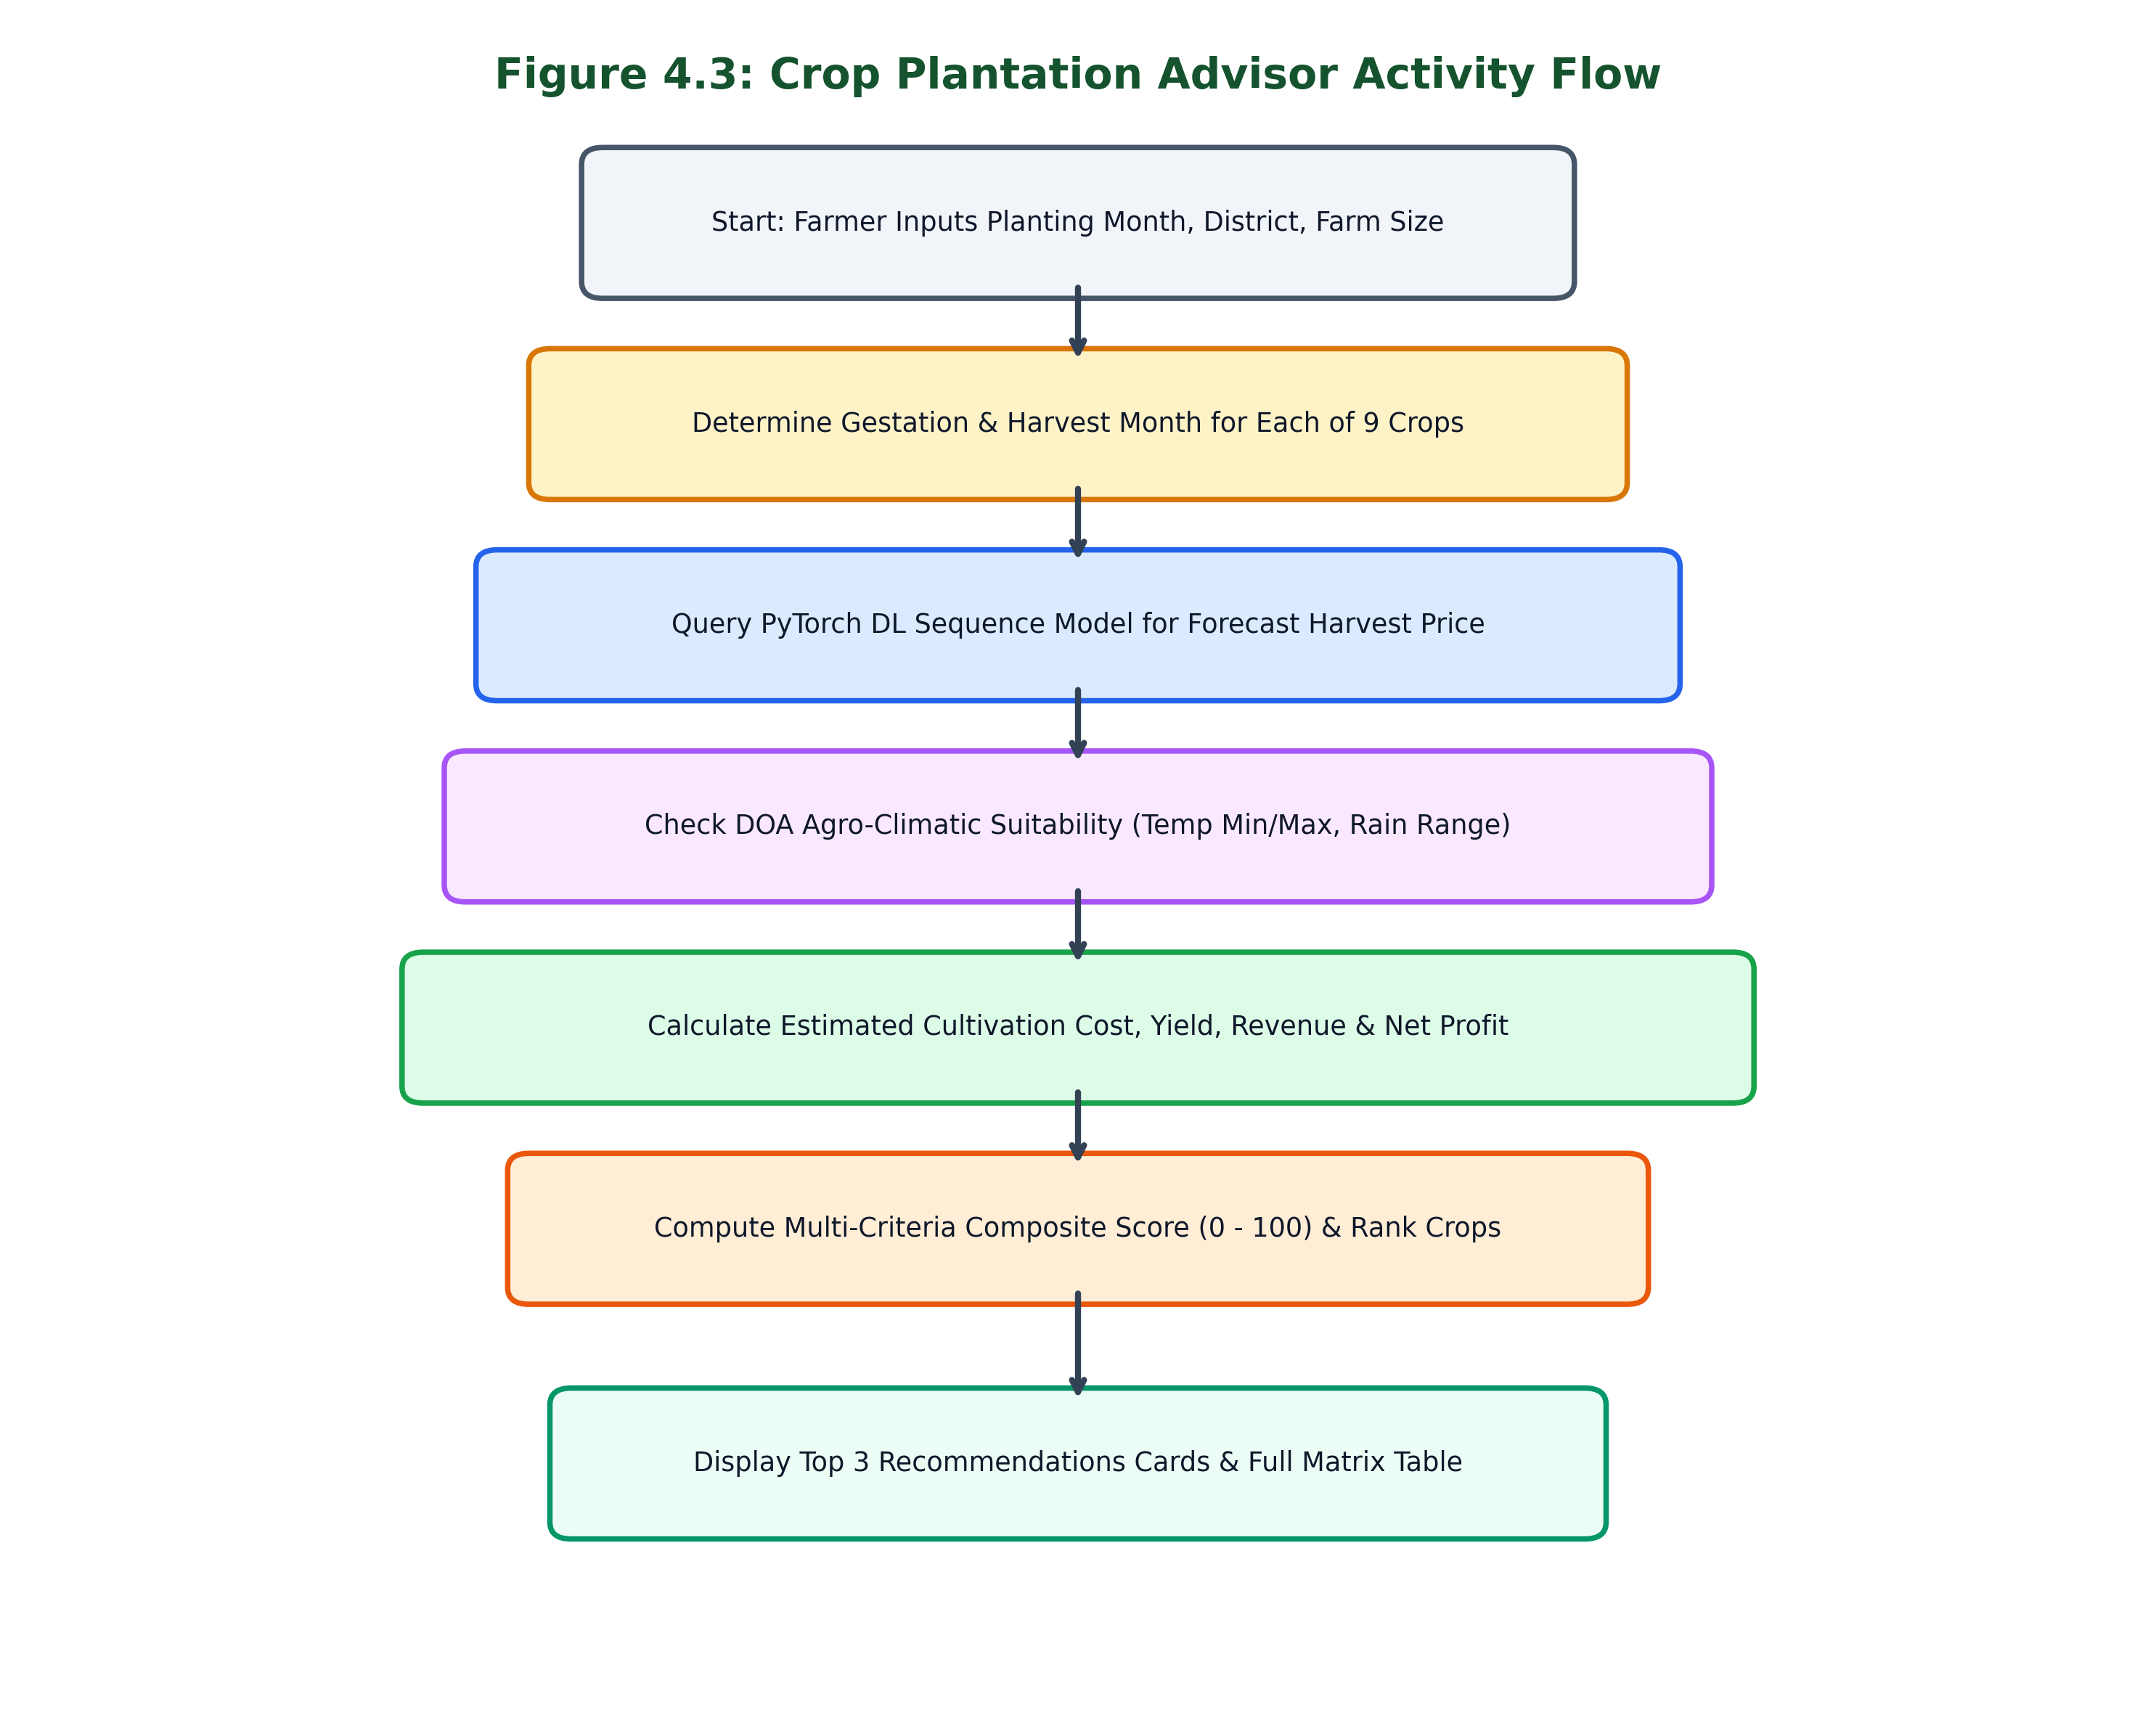 Figure 4.3: Crop Plantation Advisor Activity Flow
Start: Farmer Inputs Planting Month, District, Farm Size
Determine Gestation & Harvest Month for Each of 9 Crops
Query PyTorch DL Sequence Model for Forecast Harvest Price
Check DOA Agro-Climatic Suitability (Temp Min/Max, Rain Range)
Calculate Estimated Cultivation Cost, Yield, Revenue & Net Profit
Compute Multi-Criteria Composite Score (0 - 100) & Rank Crops
Display Top 3 Recommendations Cards & Full Matrix Table